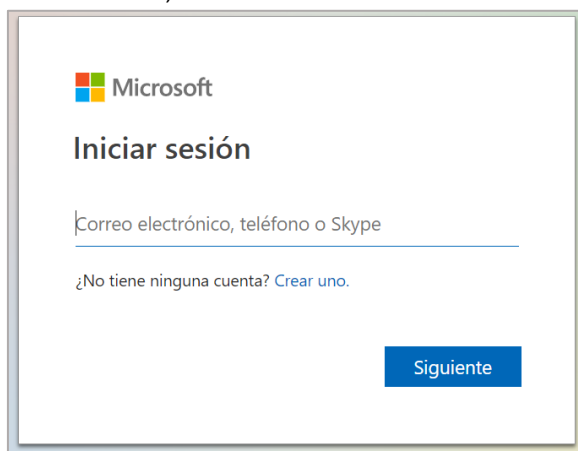 Microsoft
Iniciar sesión
Correo electrónico, teléfono o Skype
¿No tiene ninguna cuenta? Crear uno.
Siguiente